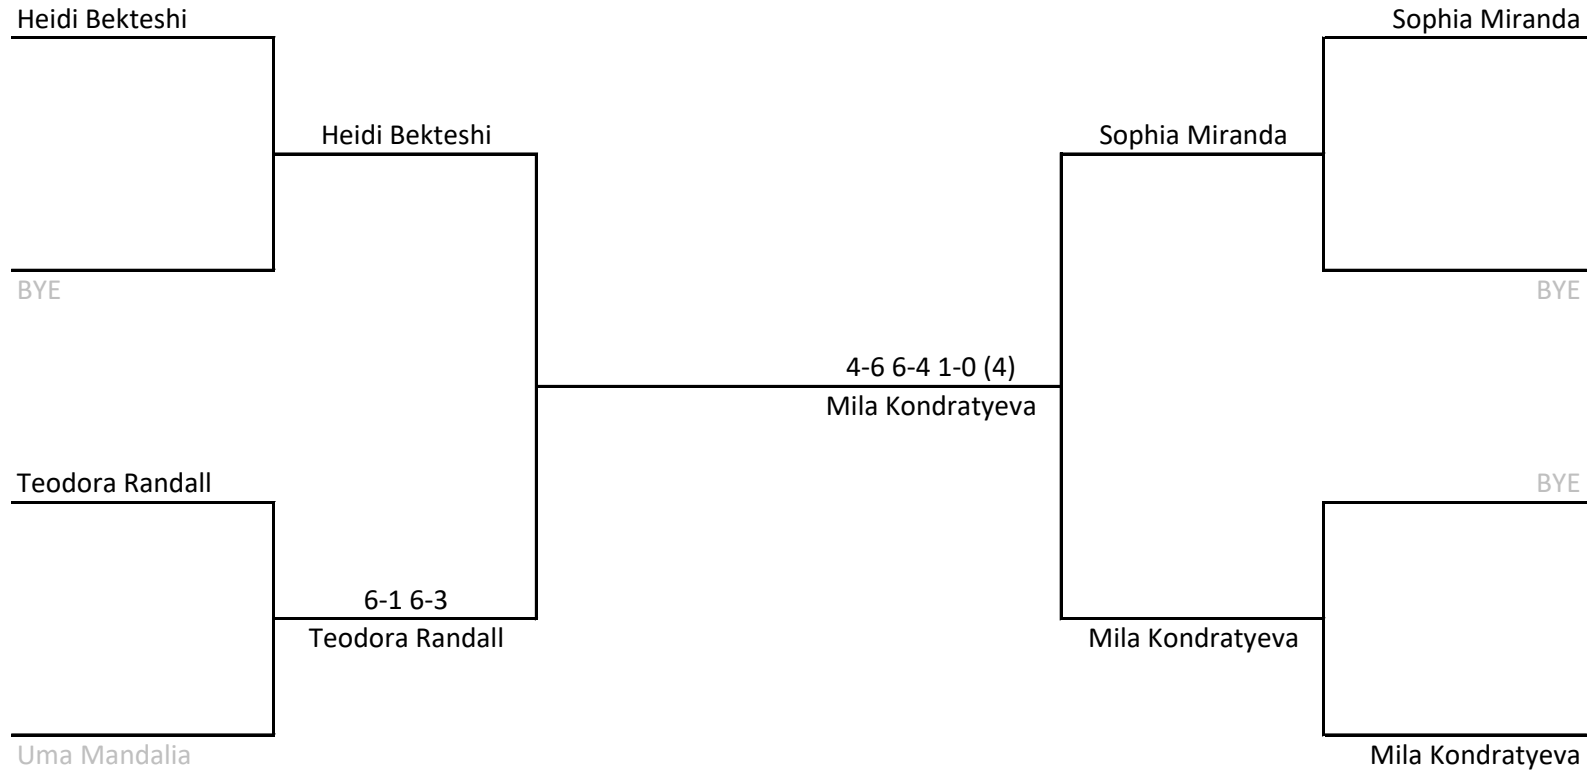 Heidi Bekteshi
Sophia Miranda
Heidi Bekteshi
Sophia Miranda
BYE
BYE
4-6 6-4 1-0 (4)
Mila Kondratyeva
Teodora Randall
BYE
6-1 6-3
Teodora Randall
Mila Kondratyeva
Uma Mandalia
Mila Kondratyeva